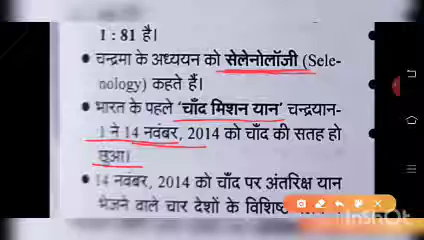 1 : 81 है।
• चन्द्रमा के अध्ययन को सेलेनोलॉजी (Sele-
nology) कहते हैं।
• भारत के पहले 'चाँद मिशन यान' चन्द्रयान-
1 ने 14 नवंबर, 2014 को चाँद की सतह हो
छुआ।
• 14 नवंबर, 2014 को चाँद पर अंतरिक्ष यान
भेजने वाले चार देशों के विशिष्ट
InShot